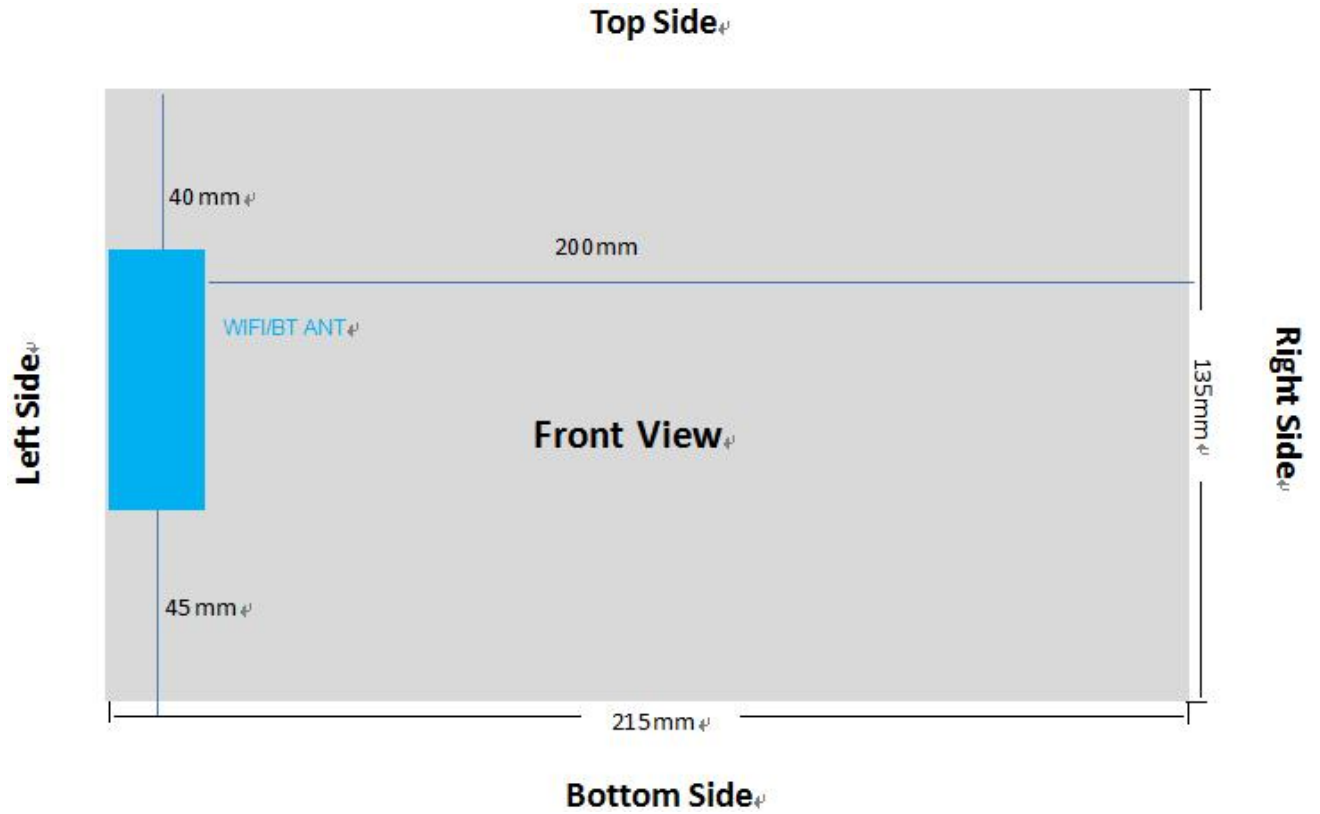 Top Side
40 mm
200mm
WIFI/BT ANT
Left Side
Right Side
135mm
Front View
45 mm
215mm
Bottom Side